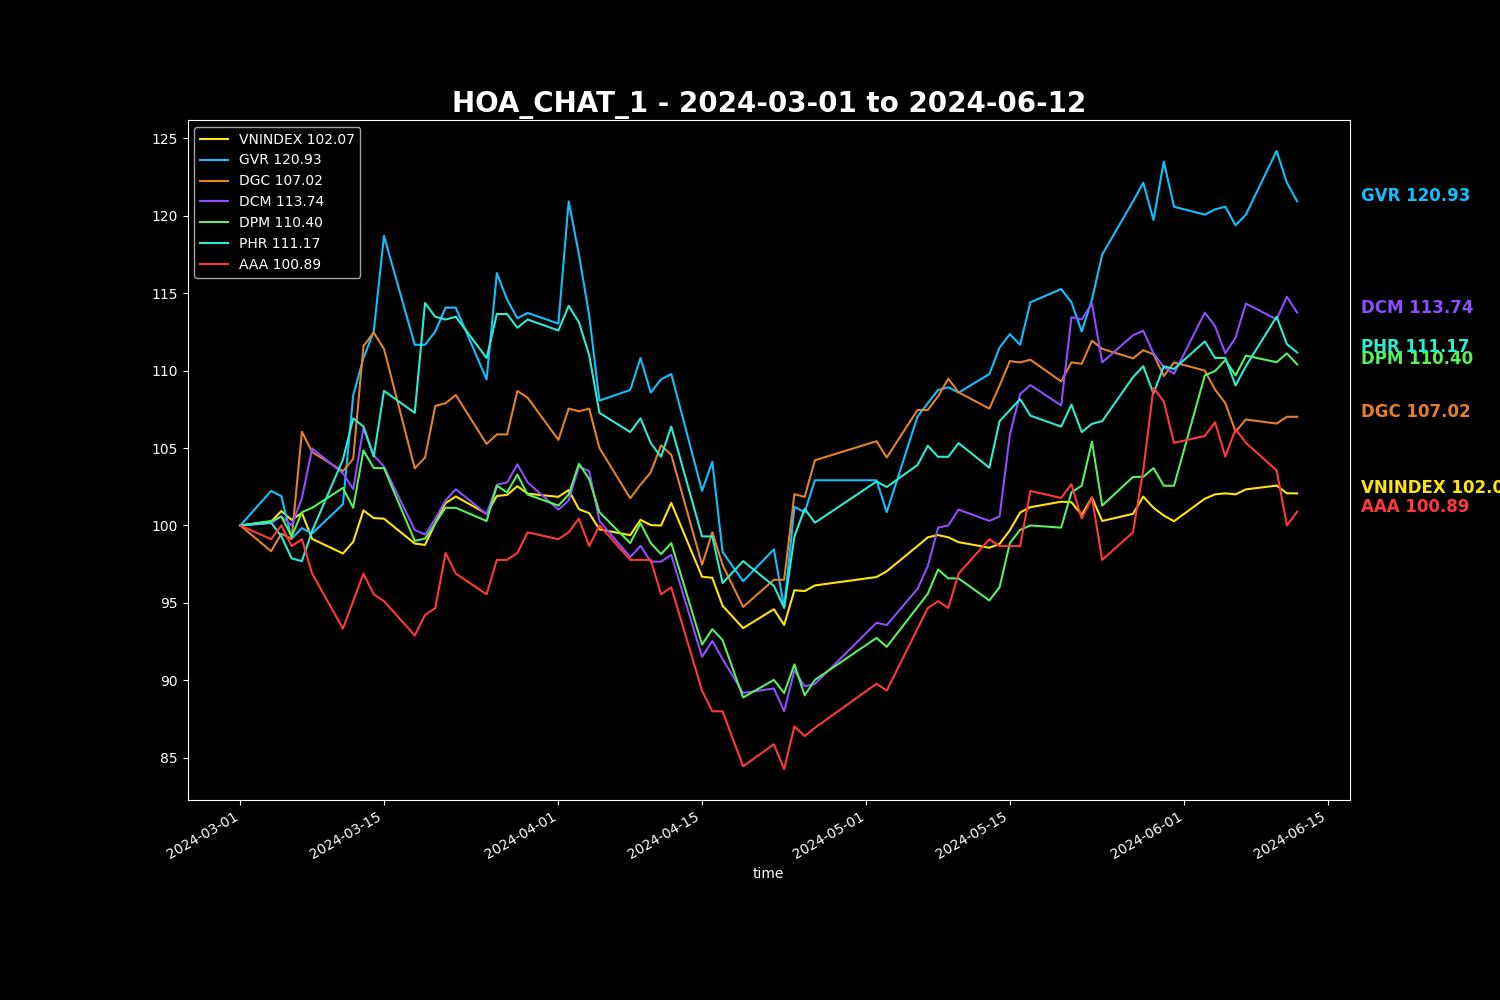 HOA_CHAT_1 - 2024-03-01 to 2024-06-12
VNINDEX 102.07
GVR 120.93
DGC 107.02
DCM 113.74
DPM 110.40
PHR 111.17
AAA 100.89
125
120
115
110
105
100
95
90
85
GVR 120.93
DCM 113.74
PHR 111.17
DPM 110.40
DGC 107.02
VNINDEX 102.0
AAA 100.89
2024-03-01
2024-03-15
2024-04-01
2024-04-15
2024-05-01
2024-05-15
2024-06-01
2024-06-15
time